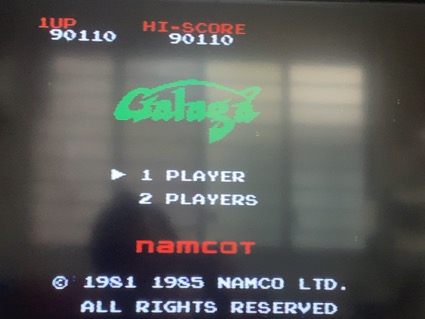 1UP HI-SCORE
90110 90110
Galaga
1 PLAYER
2 PLAYERS
namcot
© 1981 1985 NAMCO LTD.
ALL RIGHTS RESERVED